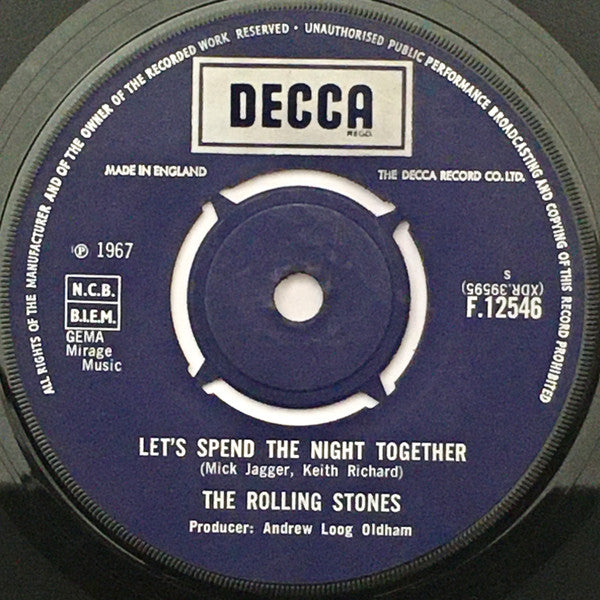 ALL RIGHTS OF THE MANUFACTURER AND OF THE OWNER OF THE RECORDED WORK RESERVED · UNAUTHORISED PUBLIC PERFORMANCE BROADCASTING AND COPYING OF THIS RECORD PROHIBITED
DECCA
REGD.
MADE IN ENGLAND
THE DECCA RECORD CO. LTD.
℗ 1967
N.C.B.
B.I.E.M.
GEMA
Mirage
Music
S
(XDR.39595)
F.12546
LET'S SPEND THE NIGHT TOGETHER
(Mick Jagger, Keith Richard)
THE ROLLING STONES
Producer: Andrew Loog Oldham